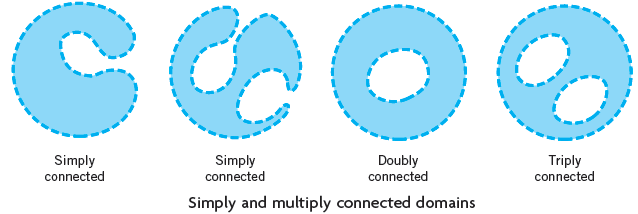 Simply
connected
Simply
connected
Doubly
connected
Triply
connected
Simply and multiply connected domains